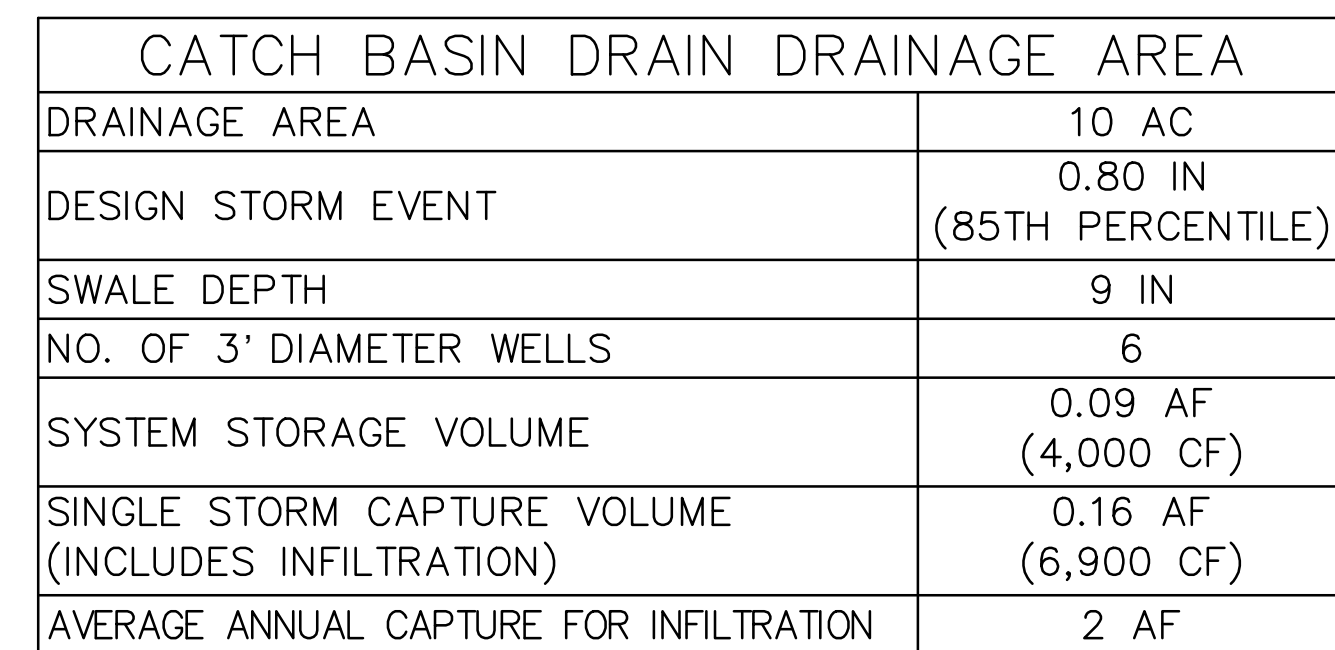 CATCH BASIN DRAIN DRAINAGE AREA
DRAINAGE AREA
10 AC
DESIGN STORM EVENT
0.80 IN
(85TH PERCENTILE)
SWALE DEPTH
9 IN
NO. OF 3' DIAMETER WELLS
6
SYSTEM STORAGE VOLUME
0.09 AF
(4,000 CF)
SINGLE STORM CAPTURE VOLUME
(INCLUDES INFILTRATION)
0.16 AF
(6,900 CF)
AVERAGE ANNUAL CAPTURE FOR INFILTRATION
2 AF